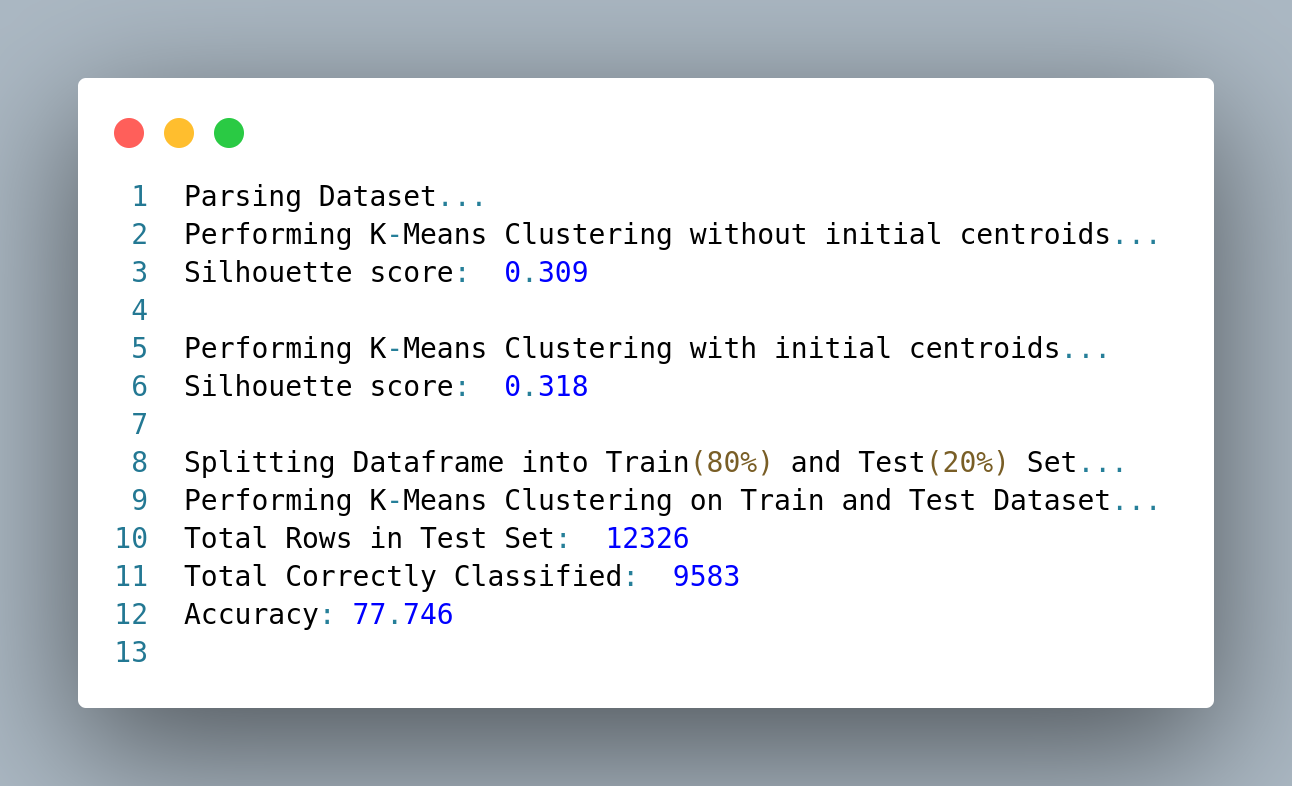 1 Parsing Dataset...
2 Performing K-Means Clustering without initial centroids...
3 Silhouette score:  0.309
4
5 Performing K-Means Clustering with initial centroids...
6 Silhouette score:  0.318
7
8 Splitting Dataframe into Train(80%) and Test(20%) Set...
9 Performing K-Means Clustering on Train and Test Dataset...
10 Total Rows in Test Set:  12326
11 Total Correctly Classified:  9583
12 Accuracy: 77.746
13